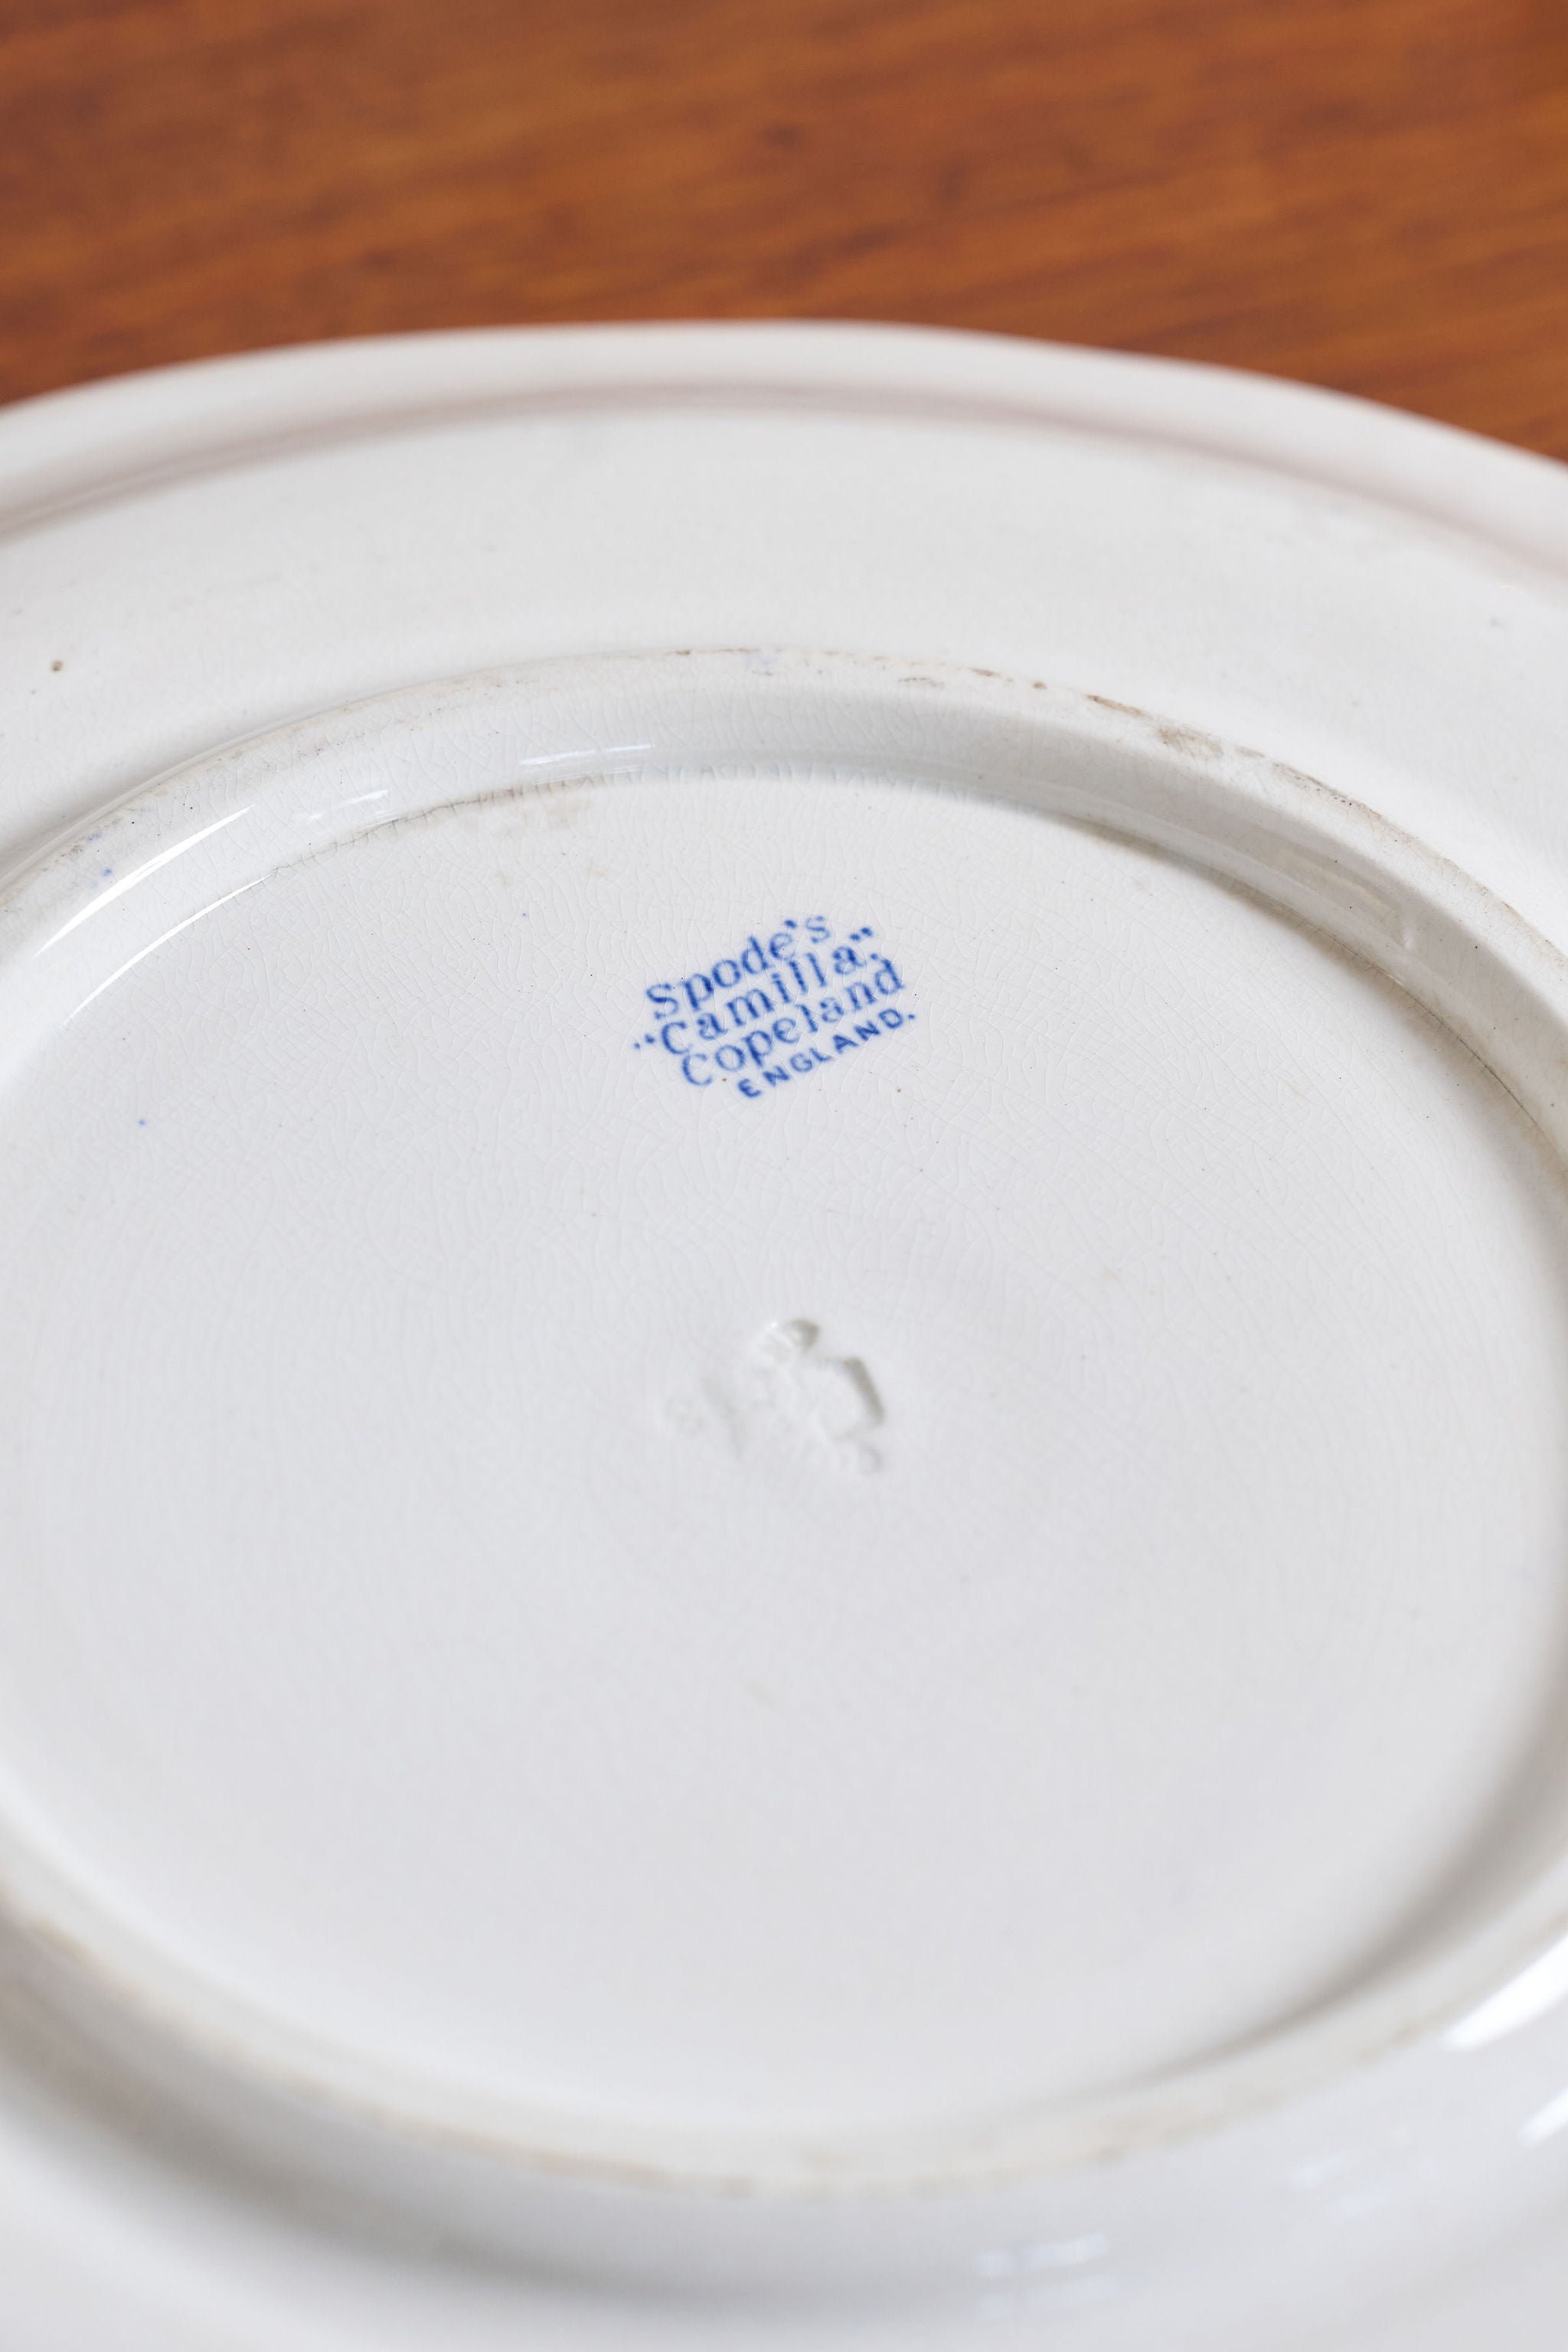 Spode's
"Camilla".
Copeland
ENGLAND.